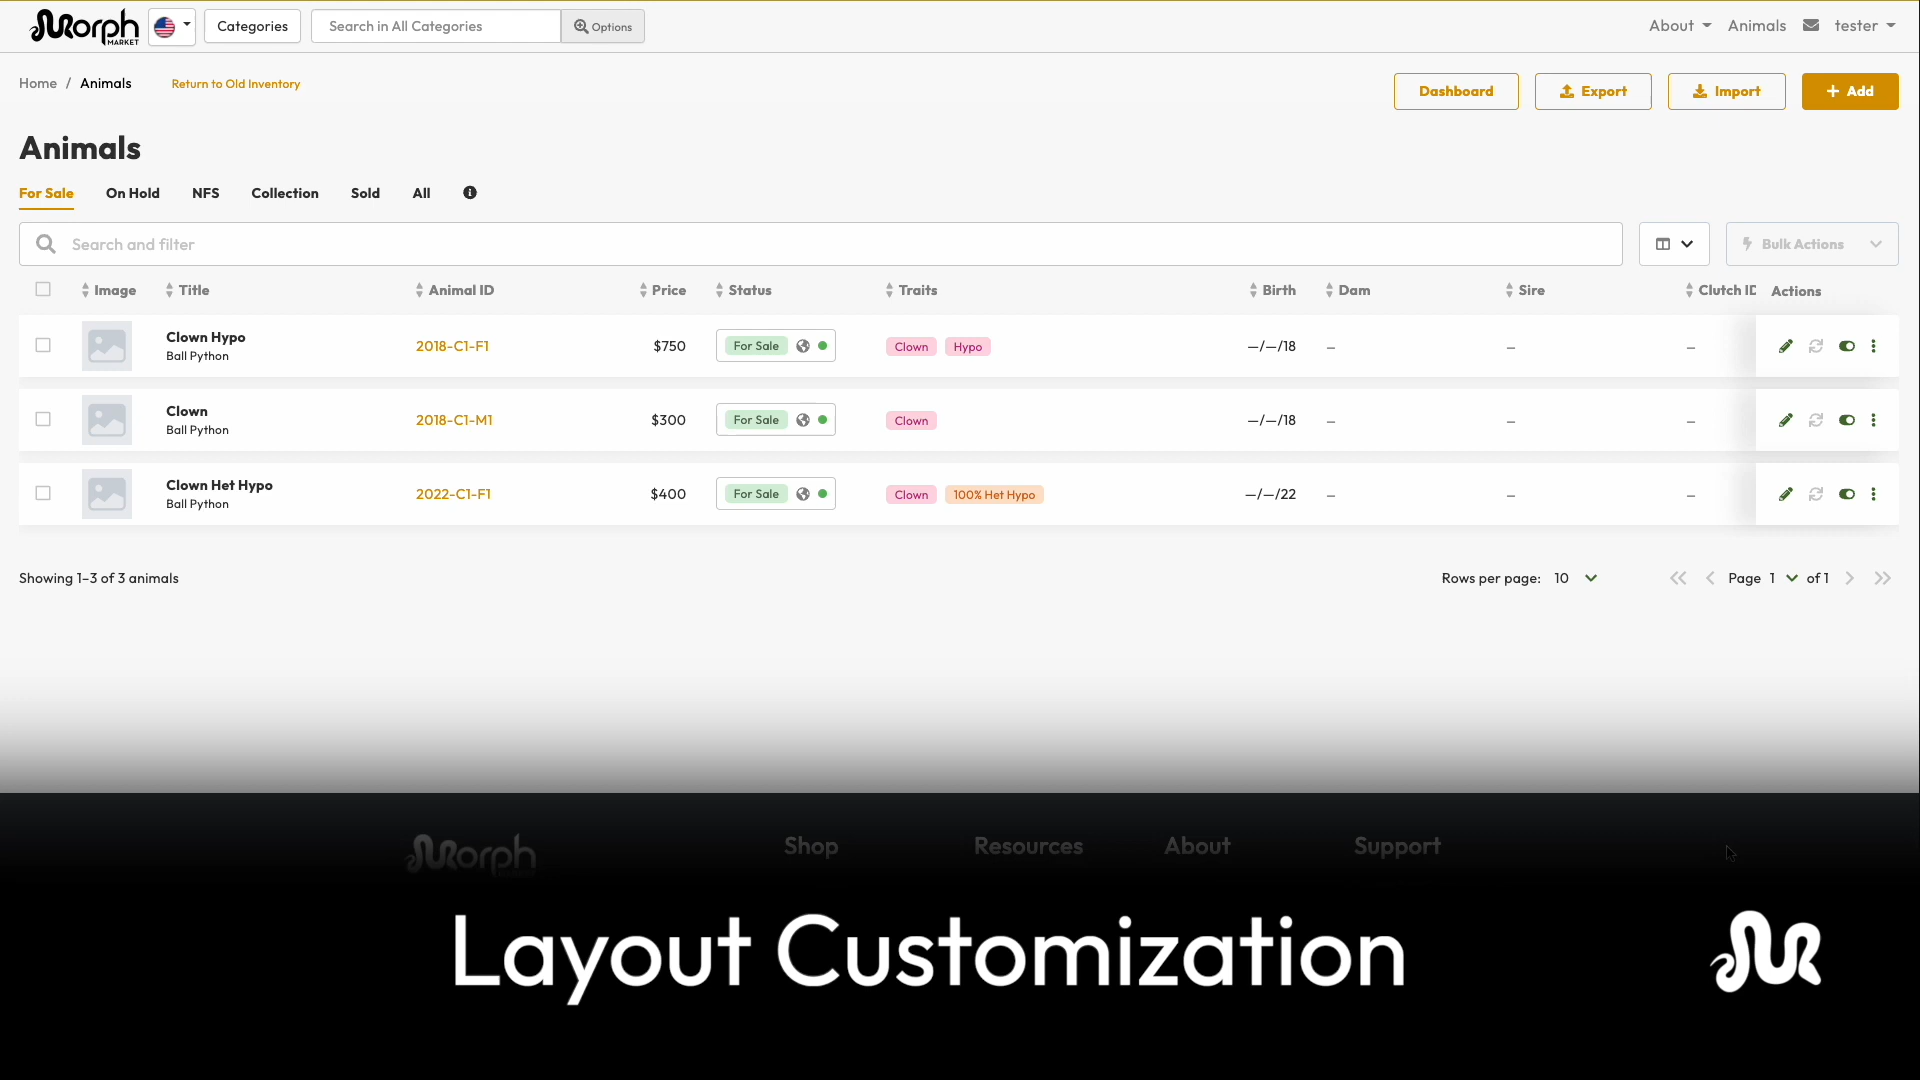 Morph MARKET Categories Search in All Categories Options About Animals tester
Home / Animals Return to Old Inventory Dashboard Export Import + Add
Animals
For Sale On Hold NFS Collection Sold All
Search and filter Bulk Actions
Image Title Animal ID Price Status Traits Birth Dam Sire Clutch ID Actions
Clown Hypo
Ball Python
2018-C1-F1 $750 For Sale Clown Hypo —/—/18 — — —
Clown
Ball Python
2018-C1-M1 $300 For Sale Clown —/—/18 — — —
Clown Het Hypo
Ball Python
2022-C1-F1 $400 For Sale Clown 100% Het Hypo —/—/22 — — —
Showing 1–3 of 3 animals Rows per page: 10 Page 1 of 1
Morph Shop Resources About Support
Layout Customization